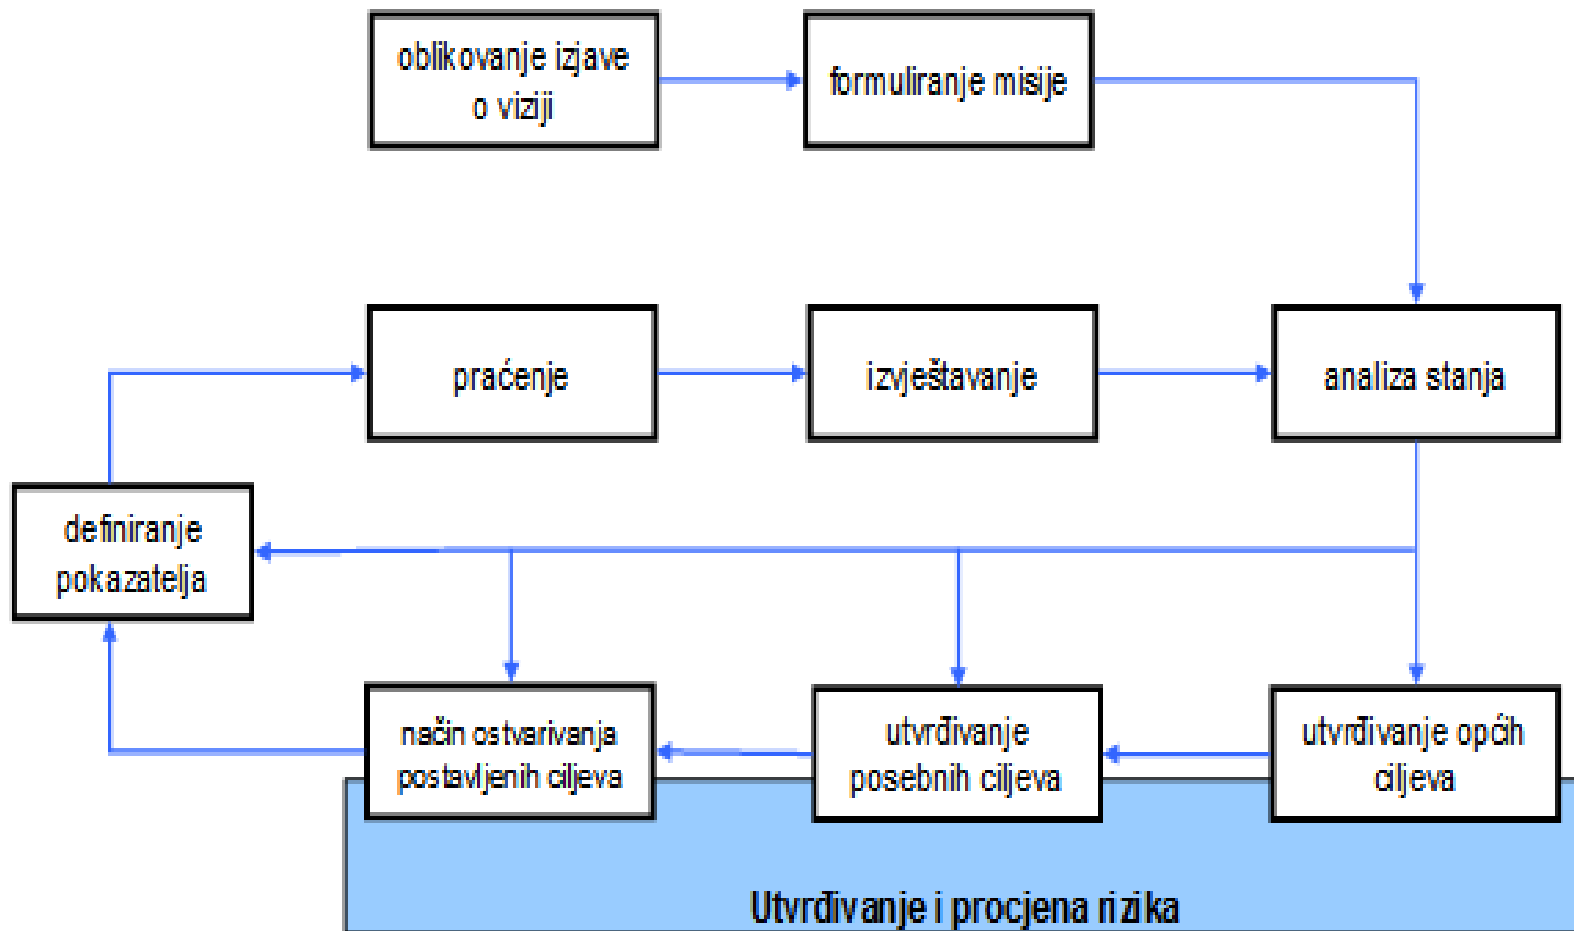 oblikovanje izjave
o viziji
formuliranje misije
praćenje
izvještavanje
analiza stanja
definiranje
pokazatelja
način ostvarivanja
postavljenih ciljeva
utvrđivanje
posebnih ciljeva
utvrđivanje općih
ciljeva
Utvrđivanje i procjena rizika